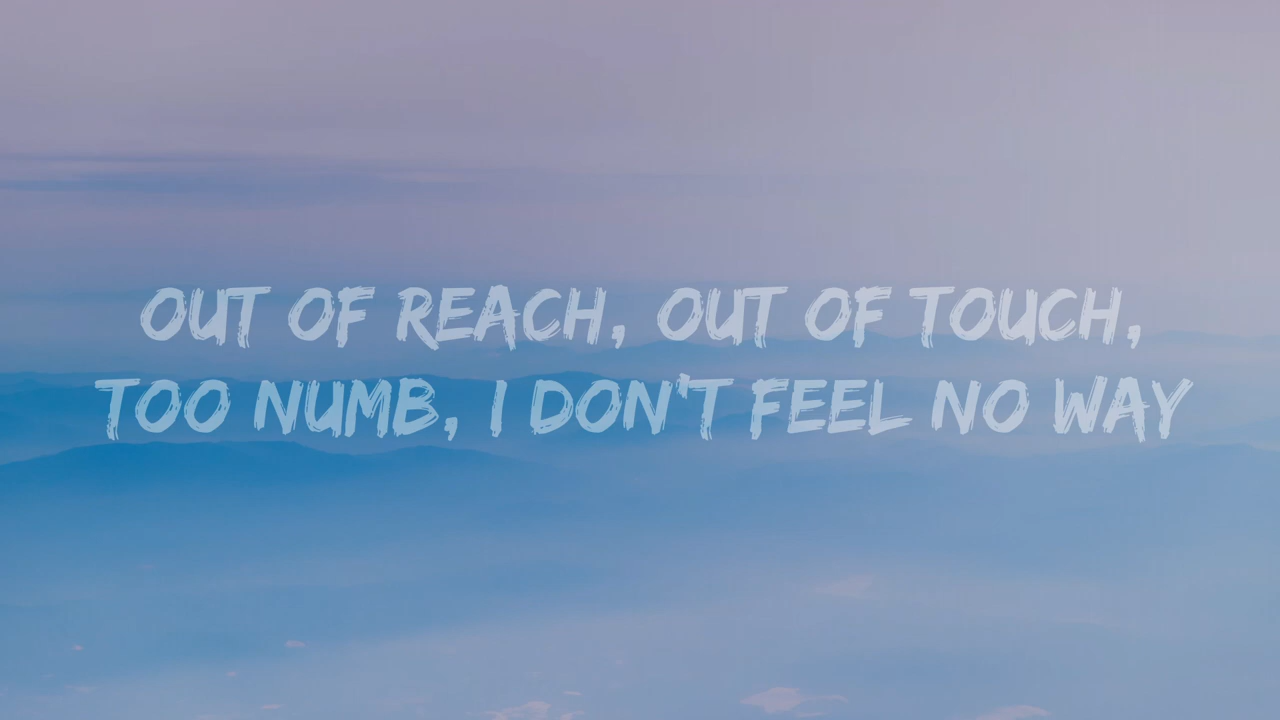 OUT OF REACH, OUT OF TOUCH,
TOO NUMB, I DON'T FEEL NO WAY